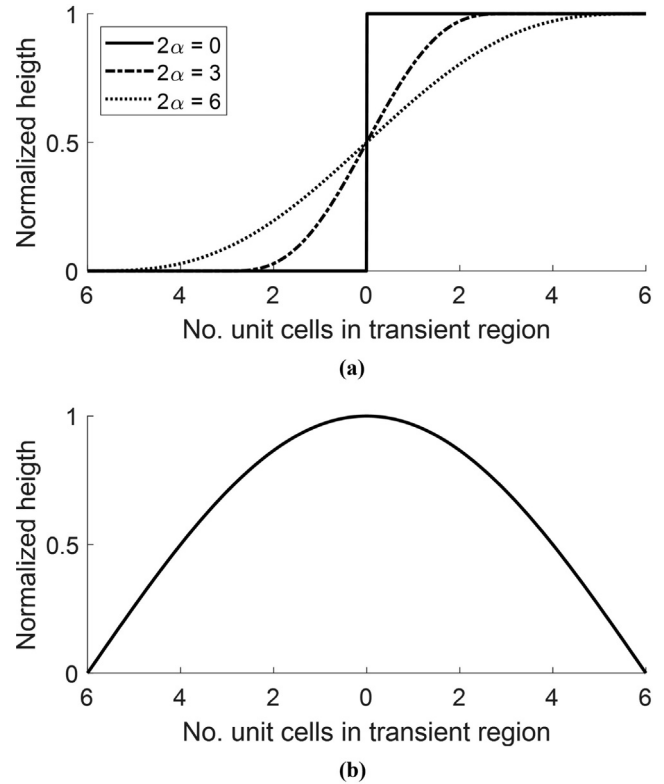 1
2α = 0
2α = 3
2α = 6
Normalized heigth
0.5
0
6 4 2 0 2 4 6
No. unit cells in transient region
(a)
1
Normalized heigth
0.5
0
6 4 2 0 2 4 6
No. unit cells in transient region
(b)